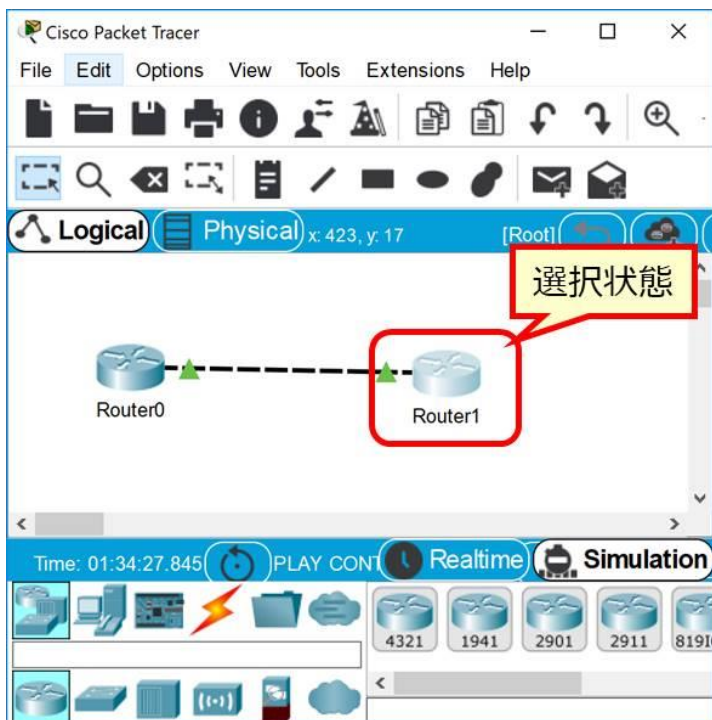 Cisco Packet Tracer
File Edit Options View Tools Extensions Help
Logical Physical x: 423, y: 17 [Root]
選択状態
Router0 Router1
Time: 01:34:27.845 PLAY CONT Realtime Simulation
4321 1941 2901 2911 819I